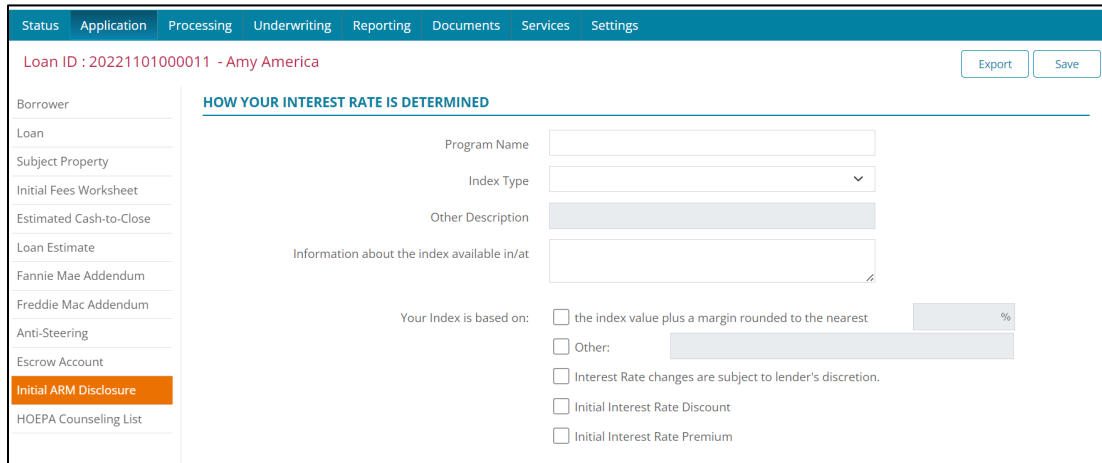 Status Application Processing Underwriting Reporting Documents Services Settings
Loan ID : 20221101000011 - Amy America
Export Save
Borrower
Loan
Subject Property
Initial Fees Worksheet
Estimated Cash-to-Close
Loan Estimate
Fannie Mae Addendum
Freddie Mac Addendum
Anti-Steering
Escrow Account
Initial ARM Disclosure
HOEPA Counseling List
HOW YOUR INTEREST RATE IS DETERMINED
Program Name
Index Type
Other Description
Information about the index available in/at
Your Index is based on: the index value plus a margin rounded to the nearest %
Other:
Interest Rate changes are subject to lender's discretion.
Initial Interest Rate Discount
Initial Interest Rate Premium